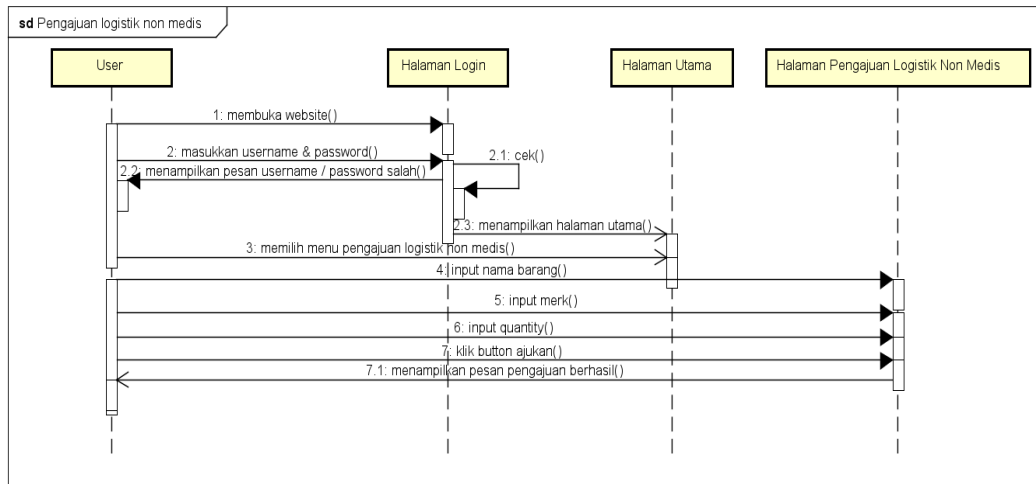 sd Pengajuan logistik non medis
User
Halaman Login
Halaman Utama
Halaman Pengajuan Logistik Non Medis
1: membuka website()
2: masukkan username & password()
2.1: cek()
2.2: menampilkan pesan username / password salah()
2.3: menampilkan halaman utama()
3: memilih menu pengajuan logistik non medis()
4: input nama barang()
5: input merk()
6: input quantity()
7: klik button ajukan()
7.1: menampilkan pesan pengajuan berhasil()